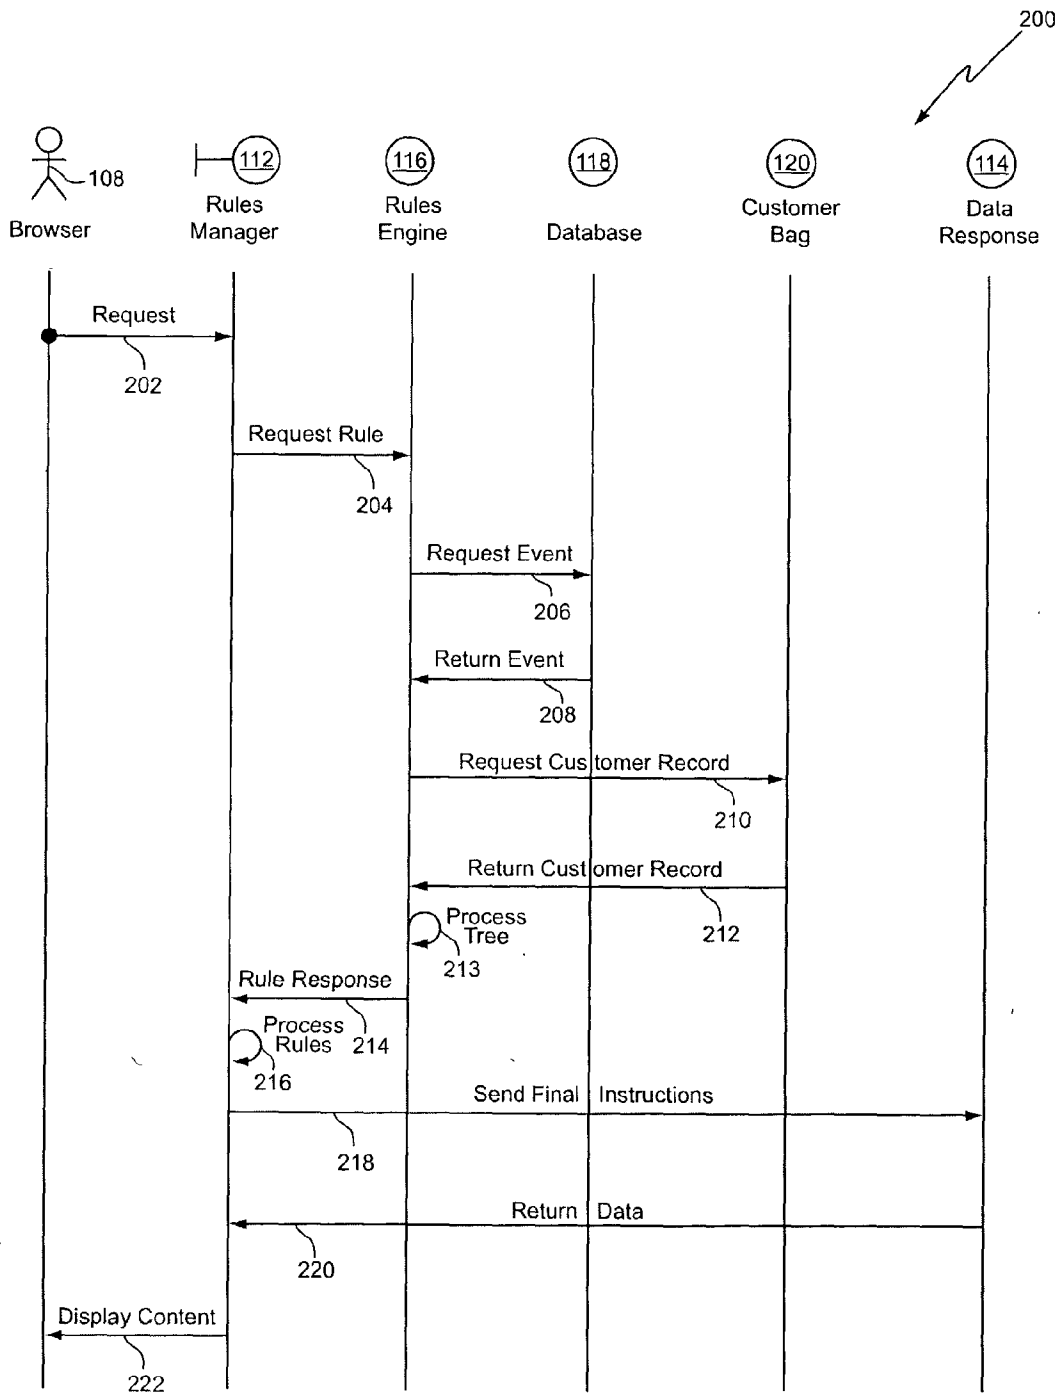 200
112
116
118
120
114
108
Browser
Rules
Manager
Rules
Engine
Database
Customer
Bag
Data
Response
Request
202
Request Rule
204
Request Event
206
Return Event
208
Request Customer Record
210
Return Customer Record
212
Process
Tree
213
Rule Response
214
Process
Rules
216
Send Final Instructions
218
Return Data
220
Display Content
222